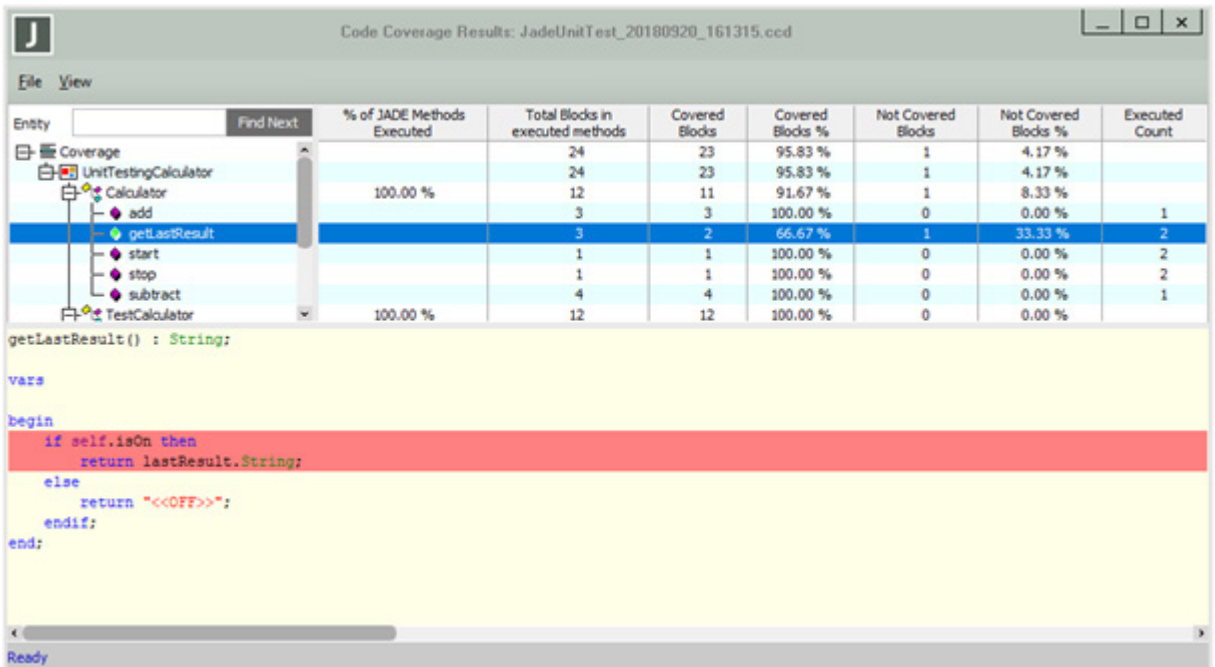 J
Code Coverage Results: JadeUnitTest_20180920_161315.ccd
File View
Entity Find Next % of JADE Methods Executed Total Blocks in executed methods Covered Blocks Covered Blocks % Not Covered Blocks Not Covered Blocks % Executed Count
Coverage 24 23 95.83 % 1 4.17 %
UnitTestingCalculator 24 23 95.83 % 1 4.17 %
Calculator 100.00 % 12 11 91.67 % 1 8.33 %
add 3 3 100.00 % 0 0.00 % 1
getLastResult 3 2 66.67 % 1 33.33 % 2
start 1 1 100.00 % 0 0.00 % 2
stop 1 1 100.00 % 0 0.00 % 2
subtract 4 4 100.00 % 0 0.00 % 1
TestCalculator 100.00 % 12 12 100.00 % 0 0.00 %
getLastResult() : String;
vars
begin
if self.isOn then
return lastResult.String;
else
return "<<OFF>>";
endif;
end;
Ready